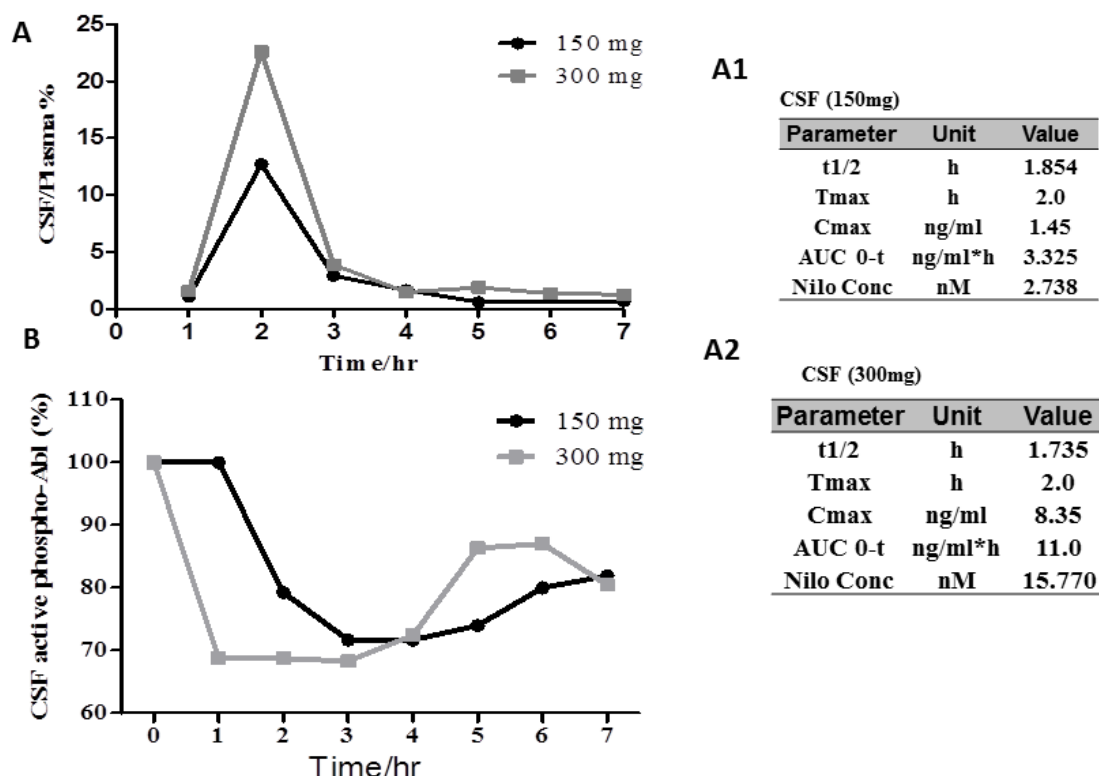 A
CSF/Plasma %
25
20
15
10
5
0
150 mg
300 mg
0 1 2 3 4 5 6 7
Time/hr
A1
CSF (150mg)
Parameter Unit Value
t1/2 h 1.854
Tmax h 2.0
Cmax ng/ml 1.45
AUC 0-t ng/ml*h 3.325
Nilo Conc nM 2.738
B
CSF active phospho-Abl (%)
110
100
90
80
70
60
150 mg
300 mg
0 1 2 3 4 5 6 7
Time/hr
A2
CSF (300mg)
Parameter Unit Value
t1/2 h 1.735
Tmax h 2.0
Cmax ng/ml 8.35
AUC 0-t ng/ml*h 11.0
Nilo Conc nM 15.770